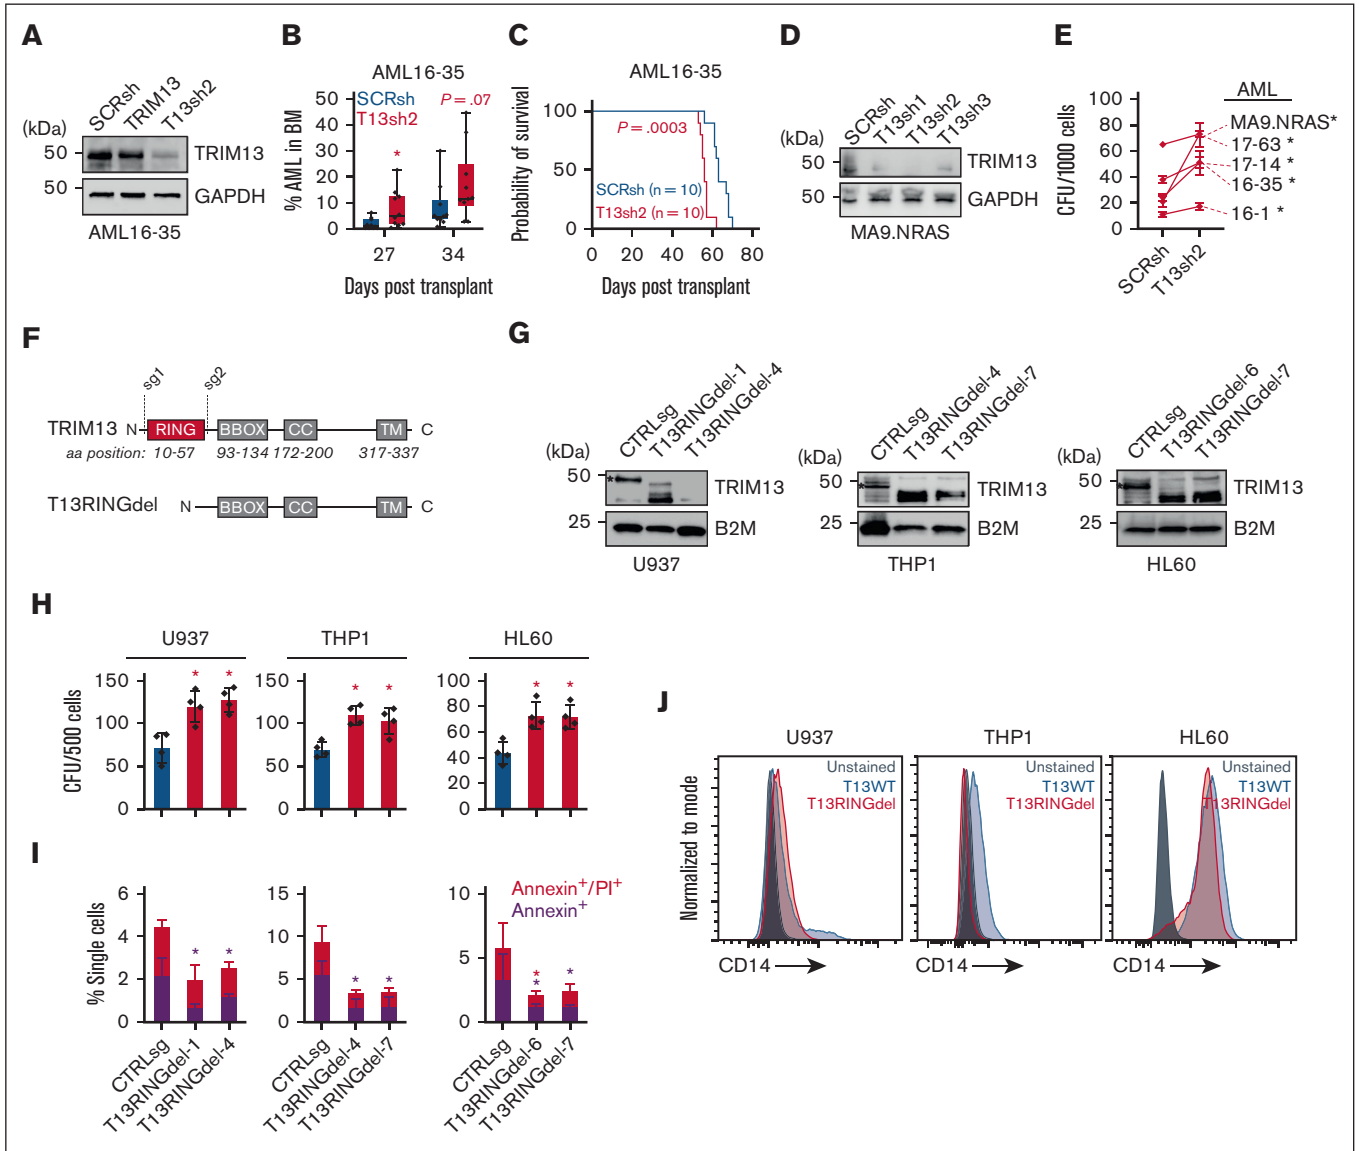 A
SCRsh
TRIM13
T13sh2
(kDa)
50
TRIM13
50
GAPDH
AML16-35
B
AML16-35
SCRsh
T13sh2
P = .07
% AML in BM
50
40
30
20
10
0
*
27
34
Days post transplant
C
AML16-35
Probability of survival
100
50
0
P = .0003
SCRsh (n = 10)
T13sh2 (n = 10)
0 20 40 60 80
Days post transplant
D
SCRsh
T13sh1
T13sh2
T13sh3
(kDa)
50
TRIM13
50
GAPDH
MA9.NRAS
E
CFU/1000 cells
100
80
60
40
20
0
AML
MA9.NRAS*
17-63 *
17-14 *
16-35 *
16-1 *
SCRsh
T13sh2
F
sg1
sg2
TRIM13 N RING BBOX CC TM C
aa position: 10-57 93-134 172-200 317-337
T13RINGdel N BBOX CC TM C
G
CTRLsg
T13RINGdel-1
T13RINGdel-4
(kDa)
50
*
TRIM13
25
B2M
U937
CTRLsg
T13RINGdel-4
T13RINGdel-7
(kDa)
50
*
TRIM13
25
B2M
THP1
CTRLsg
T13RINGdel-6
T13RINGdel-7
(kDa)
50
*
TRIM13
25
B2M
HL60
H
CFU/500 cells
U937
150
100
50
0
* *
THP1
150
100
50
0
* *
HL60
100
80
60
40
20
0
* *
I
% Single cells
6
4
2
0
* *
CTRLsg
T13RINGdel-1
T13RINGdel-4
15
10
5
0
* *
CTRLsg
T13RINGdel-4
T13RINGdel-7
10
5
0
Annexin+/PI+
Annexin+
*
* *
CTRLsg
T13RINGdel-6
T13RINGdel-7
J
Normalized to mode
U937
Unstained
T13WT
T13RINGdel
CD14
THP1
Unstained
T13WT
T13RINGdel
CD14
HL60
Unstained
T13WT
T13RINGdel
CD14